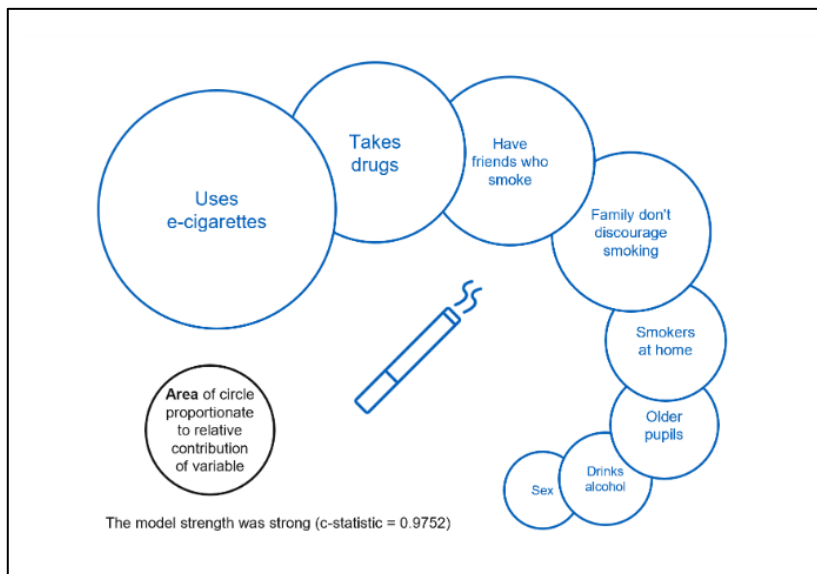 Uses
e-cigarettes
Takes
drugs
Have
friends who
smoke
Family don't
discourage
smoking
Smokers
at home
Older
pupils
Drinks
alcohol
Sex
Area of circle
proportionate
to relative
contribution
of variable
The model strength was strong (c-statistic = 0.9752)